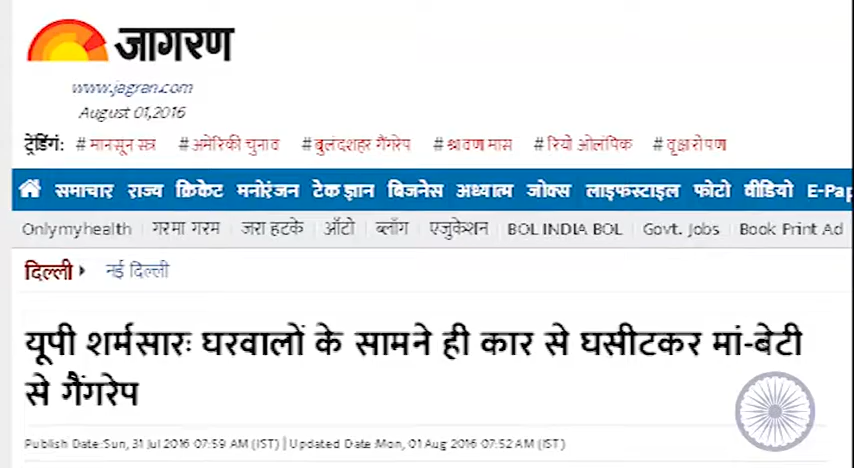 जागरण
www.jagran.com
August 01,2016
ट्रेंडिंग: #मानसून सत्र #अमेरिकी चुनाव #बुलंदशहर गैंगरेप #श्रावण मास #रियो ओलंपिक #वृक्षारोपण
समाचार राज्य क्रिकेट मनोरंजन टेक ज्ञान बिजनेस अध्यात्म जोक्स लाइफस्टाइल फोटो वीडियो E-Pap
Onlymyhealth गरमा गरम जरा हटके ऑटो ब्लॉग एजुकेशन BOL INDIA BOL Govt. Jobs Book Print Ad
दिल्ली नई दिल्ली
यूपी शर्मसारः घरवालों के सामने ही कार से घसीटकर मां-बेटी
से गैंगरेप
Publish Date:Sun, 31 Jul 2016 07:59 AM (IST) | Updated Date:Mon, 01 Aug 2016 07:52 AM (IST)